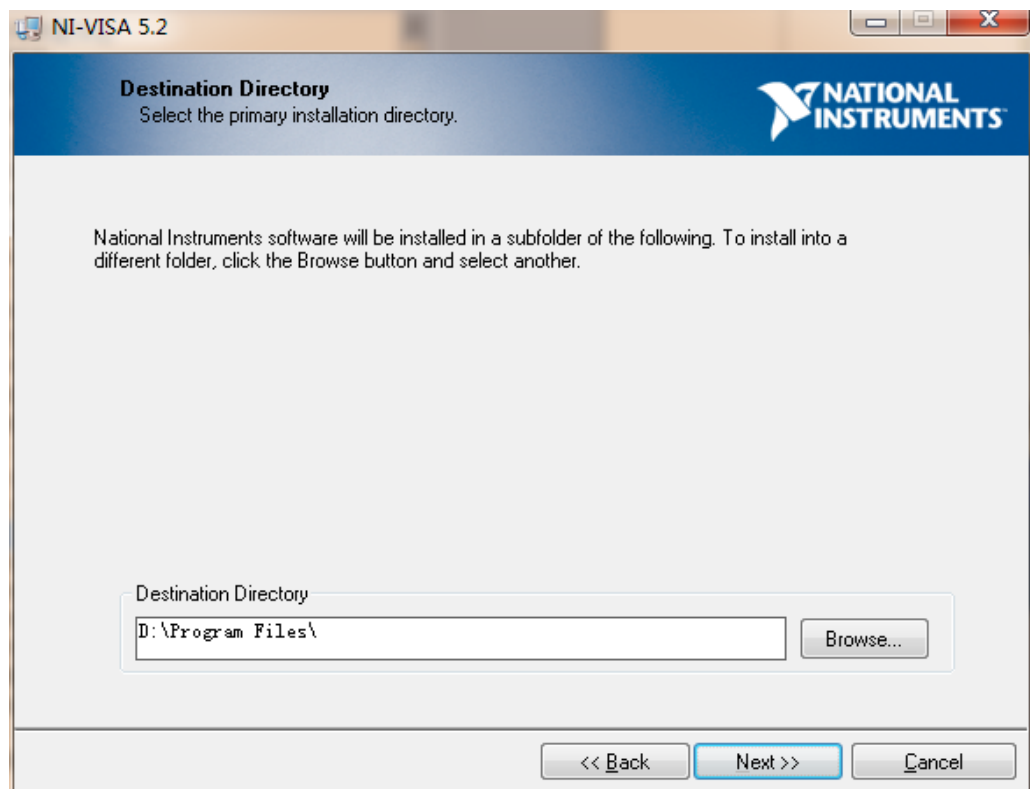 NI-VISA 5.2
Destination Directory
Select the primary installation directory.
NATIONAL
INSTRUMENTS
National Instruments software will be installed in a subfolder of the following. To install into a
different folder, click the Browse button and select another.
Destination Directory
D:\Program Files\
Browse...
<< Back
Next >>
Cancel